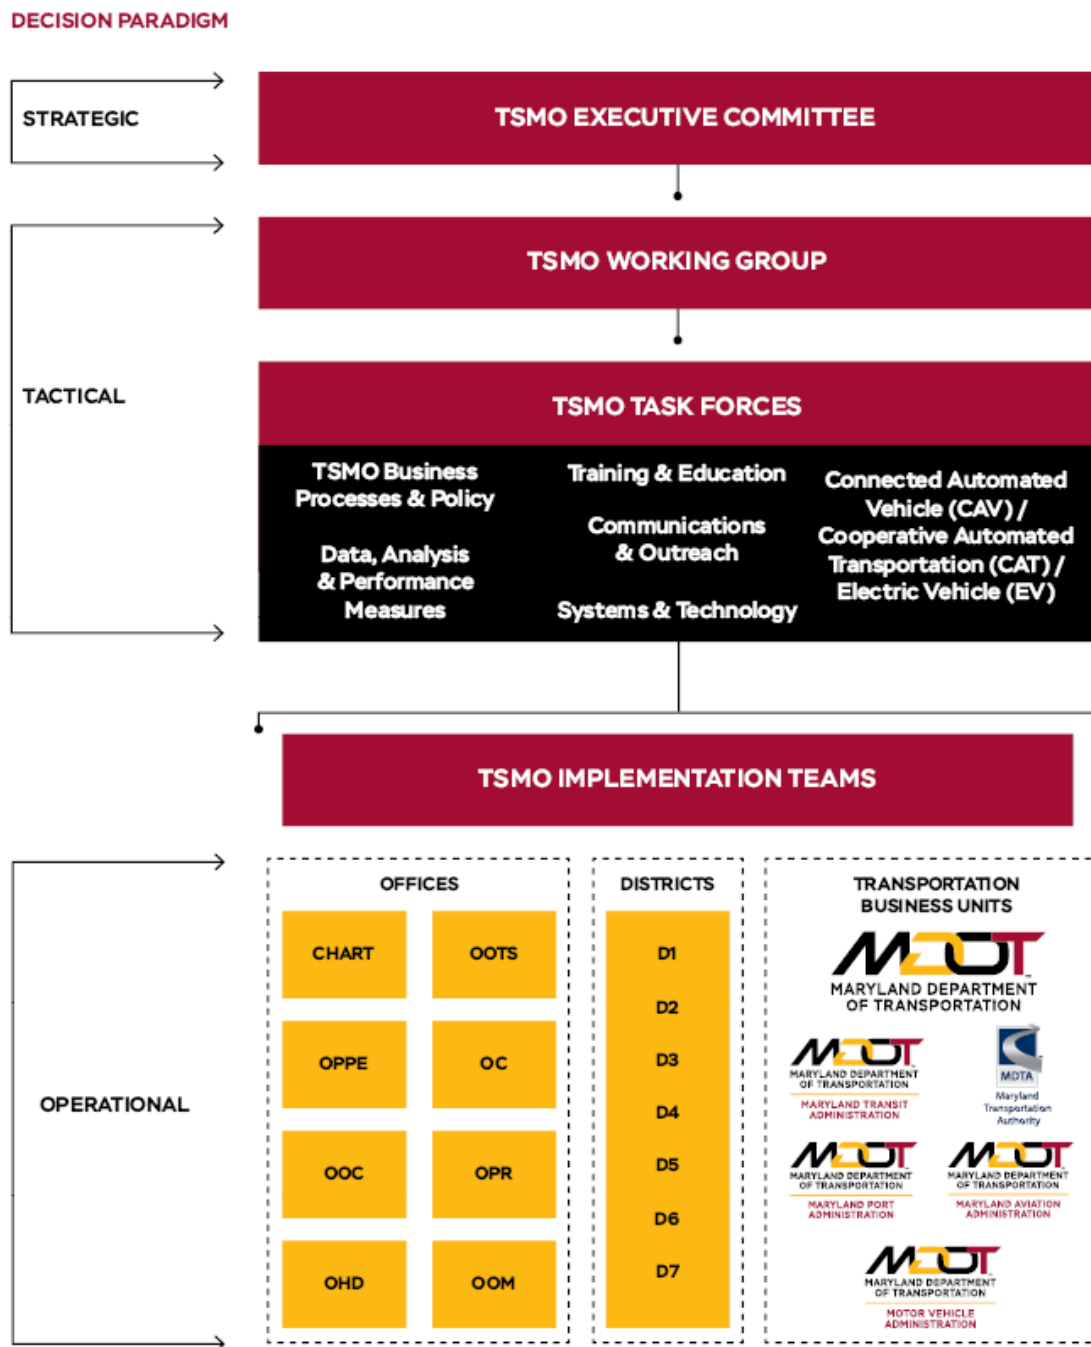 DECISION PARADIGM
STRATEGIC
TSMO EXECUTIVE COMMITTEE
TSMO WORKING GROUP
TACTICAL
TSMO TASK FORCES
TSMO Business
Processes & Policy
Data, Analysis
& Performance
Measures
Training & Education
Communications
& Outreach
Systems & Technology
Connected Automated
Vehicle (CAV) /
Cooperative Automated
Transportation (CAT) /
Electric Vehicle (EV)
TSMO IMPLEMENTATION TEAMS
OPERATIONAL
OFFICES
CHART
OOTS
OPPE
OC
OOC
OPR
OHD
OOM
DISTRICTS
D1
D2
D3
D4
D5
D6
D7
TRANSPORTATION
BUSINESS UNITS
MDOT
MARYLAND DEPARTMENT
OF TRANSPORTATION
MDOT
MARYLAND DEPARTMENT
OF TRANSPORTATION
MARYLAND TRANSIT
ADMINISTRATION
MDTA
Maryland
Transportation
Authority
MDOT
MARYLAND DEPARTMENT
OF TRANSPORTATION
MARYLAND PORT
ADMINISTRATION
MDOT
MARYLAND DEPARTMENT
OF TRANSPORTATION
MARYLAND AVIATION
ADMINISTRATION
MDOT
MARYLAND DEPARTMENT
OF TRANSPORTATION
MOTOR VEHICLE
ADMINISTRATION